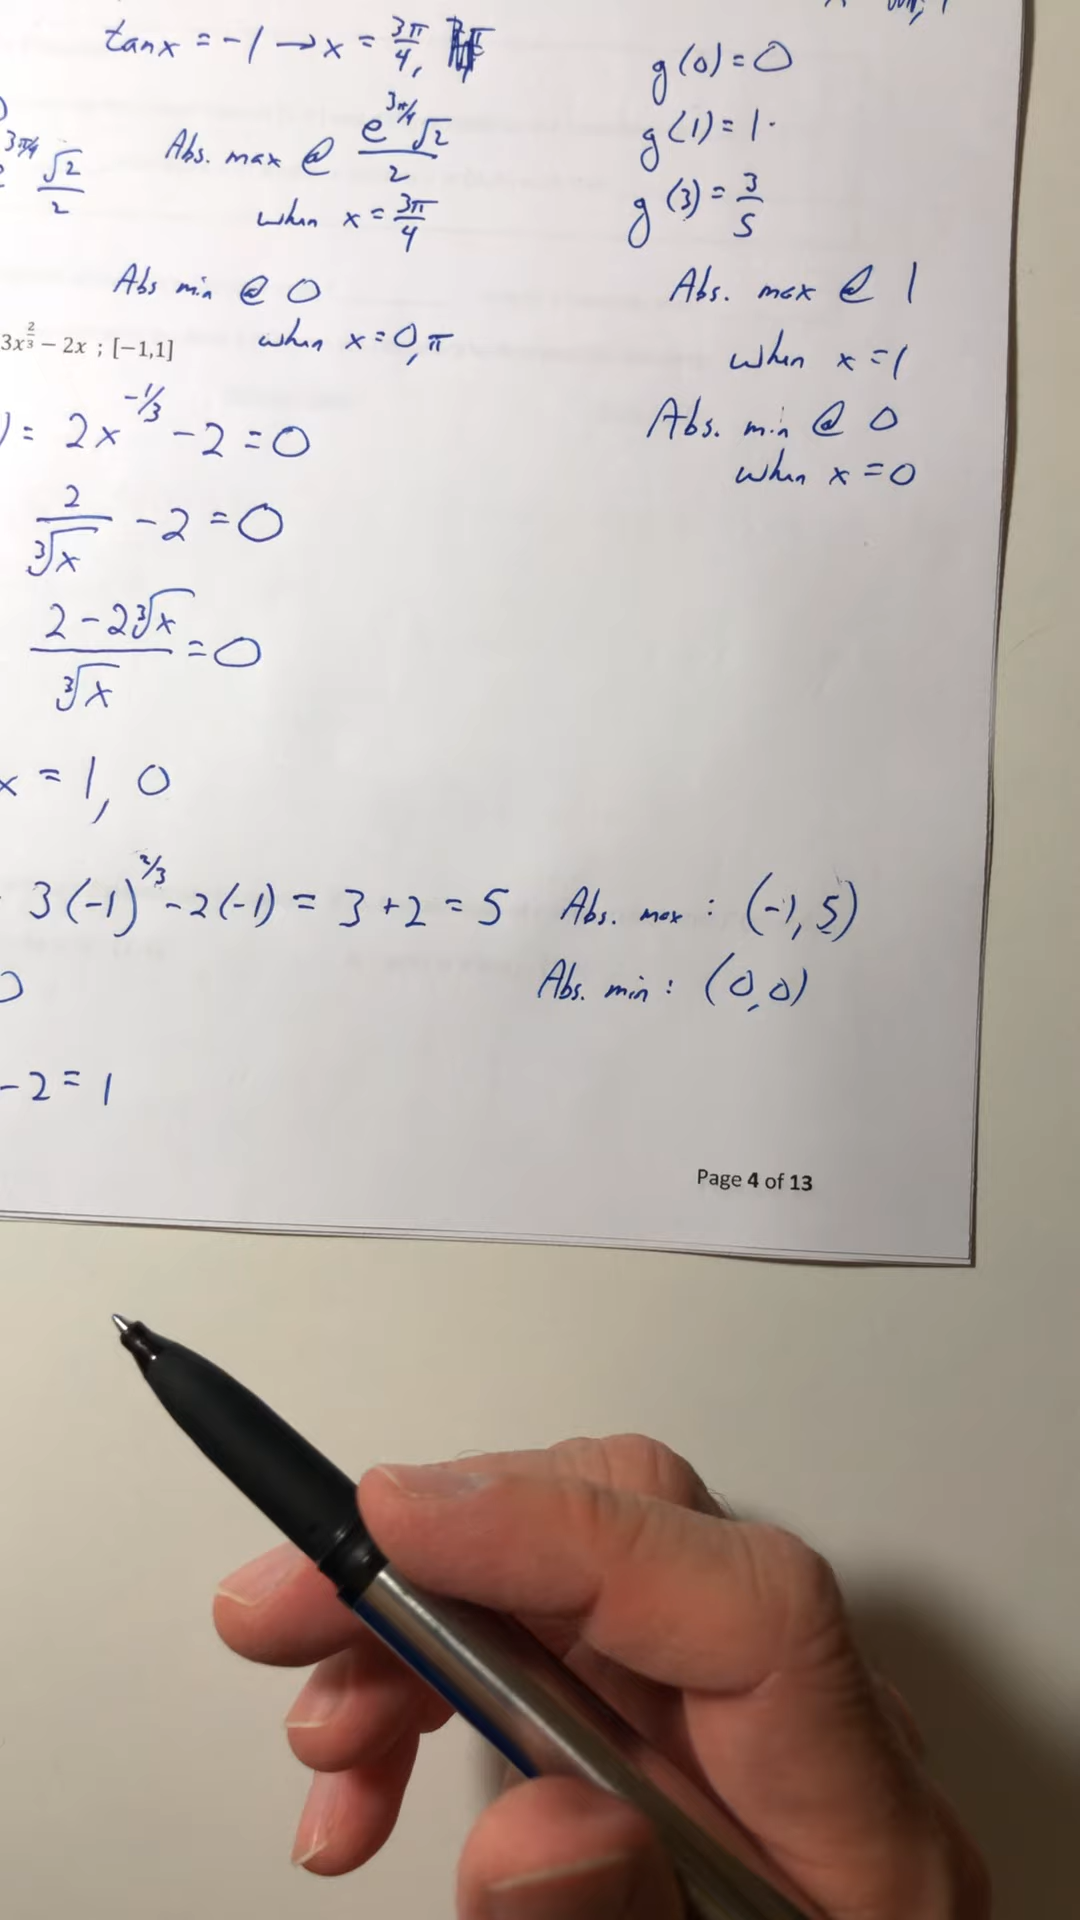 tanx = -1 → x = 3π/4,
3π/4 √2/2
Abs. max @ e^(3π/4)√2/2
when x = 3π/4
Abs min @ 0
when x = 0, π
g(0) = 0
g(1) = 1.
g(3) = 3/5
Abs. max @ 1
when x = 1
Abs. min @ 0
when x = 0
3x^(2/3) − 2x ; [−1,1]
) = 2x^(-1/3) - 2 = 0
2/∛x - 2 = 0
(2 - 2∛x)/∛x = 0
x = 1, 0
3(-1)^(2/3) - 2(-1) = 3 + 2 = 5
Abs. max : (-1, 5)
Abs. min : (0, 0)
- 2 = 1
Page 4 of 13